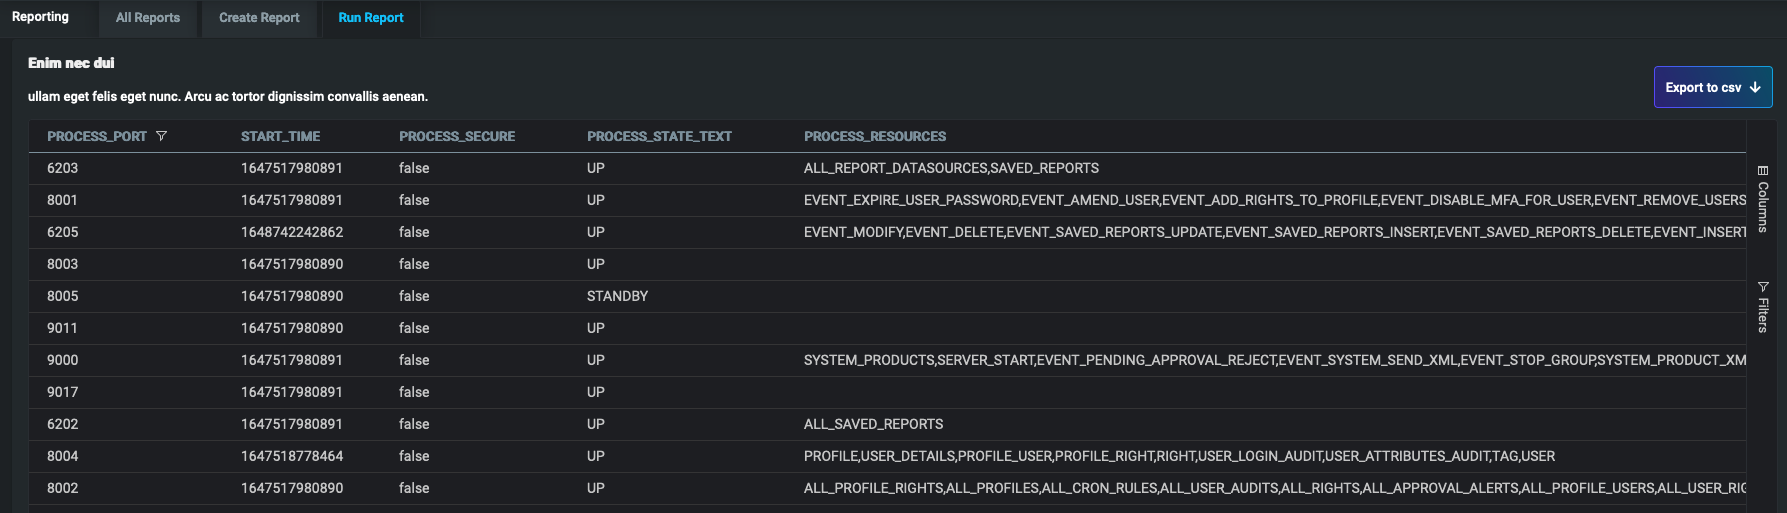 Reporting All Reports Create Report Run Report
Enim nec dui
ullam eget felis eget nunc. Arcu ac tortor dignissim convallis aenean.
Export to csv
PROCESS_PORT START_TIME PROCESS_SECURE PROCESS_STATE_TEXT PROCESS_RESOURCES
6203 1647517980891 false UP ALL_REPORT_DATASOURCES,SAVED_REPORTS
8001 1647517980891 false UP EVENT_EXPIRE_USER_PASSWORD,EVENT_AMEND_USER,EVENT_ADD_RIGHTS_TO_PROFILE,EVENT_DISABLE_MFA_FOR_USER,EVENT_REMOVE_USERS
6205 1648742242862 false UP EVENT_MODIFY,EVENT_DELETE,EVENT_SAVED_REPORTS_UPDATE,EVENT_SAVED_REPORTS_INSERT,EVENT_SAVED_REPORTS_DELETE,EVENT_INSERT
8003 1647517980890 false UP
8005 1647517980890 false STANDBY
9011 1647517980890 false UP
9000 1647517980891 false UP SYSTEM_PRODUCTS,SERVER_START,EVENT_PENDING_APPROVAL_REJECT,EVENT_SYSTEM_SEND_XML,EVENT_STOP_GROUP,SYSTEM_PRODUCT_XM
9017 1647517980891 false UP
6202 1647517980891 false UP ALL_SAVED_REPORTS
8004 1647518778464 false UP PROFILE,USER_DETAILS,PROFILE_USER,PROFILE_RIGHT,RIGHT,USER_LOGIN_AUDIT,USER_ATTRIBUTES_AUDIT,TAG,USER
8002 1647517980890 false UP ALL_PROFILE_RIGHTS,ALL_PROFILES,ALL_CRON_RULES,ALL_USER_AUDITS,ALL_RIGHTS,ALL_APPROVAL_ALERTS,ALL_PROFILE_USERS,ALL_USER_RIG
Columns
Filters